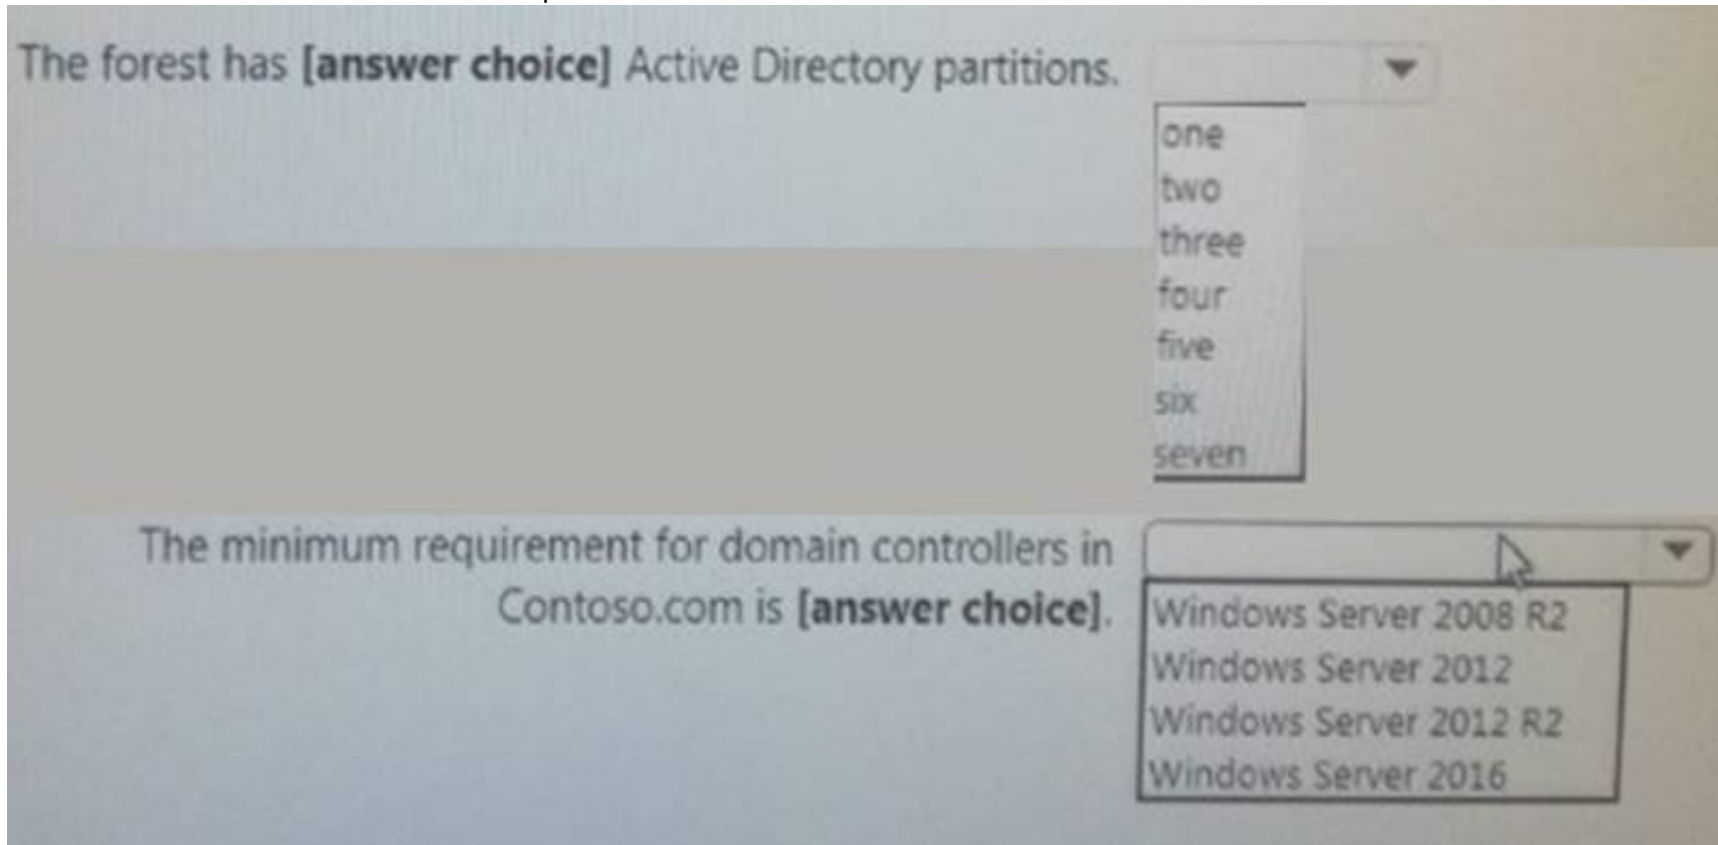 The forest has [answer choice] Active Directory partitions.
one
two
three
four
five
six
seven
The minimum requirement for domain controllers in
Contoso.com is [answer choice].
Windows Server 2008 R2
Windows Server 2012
Windows Server 2012 R2
Windows Server 2016